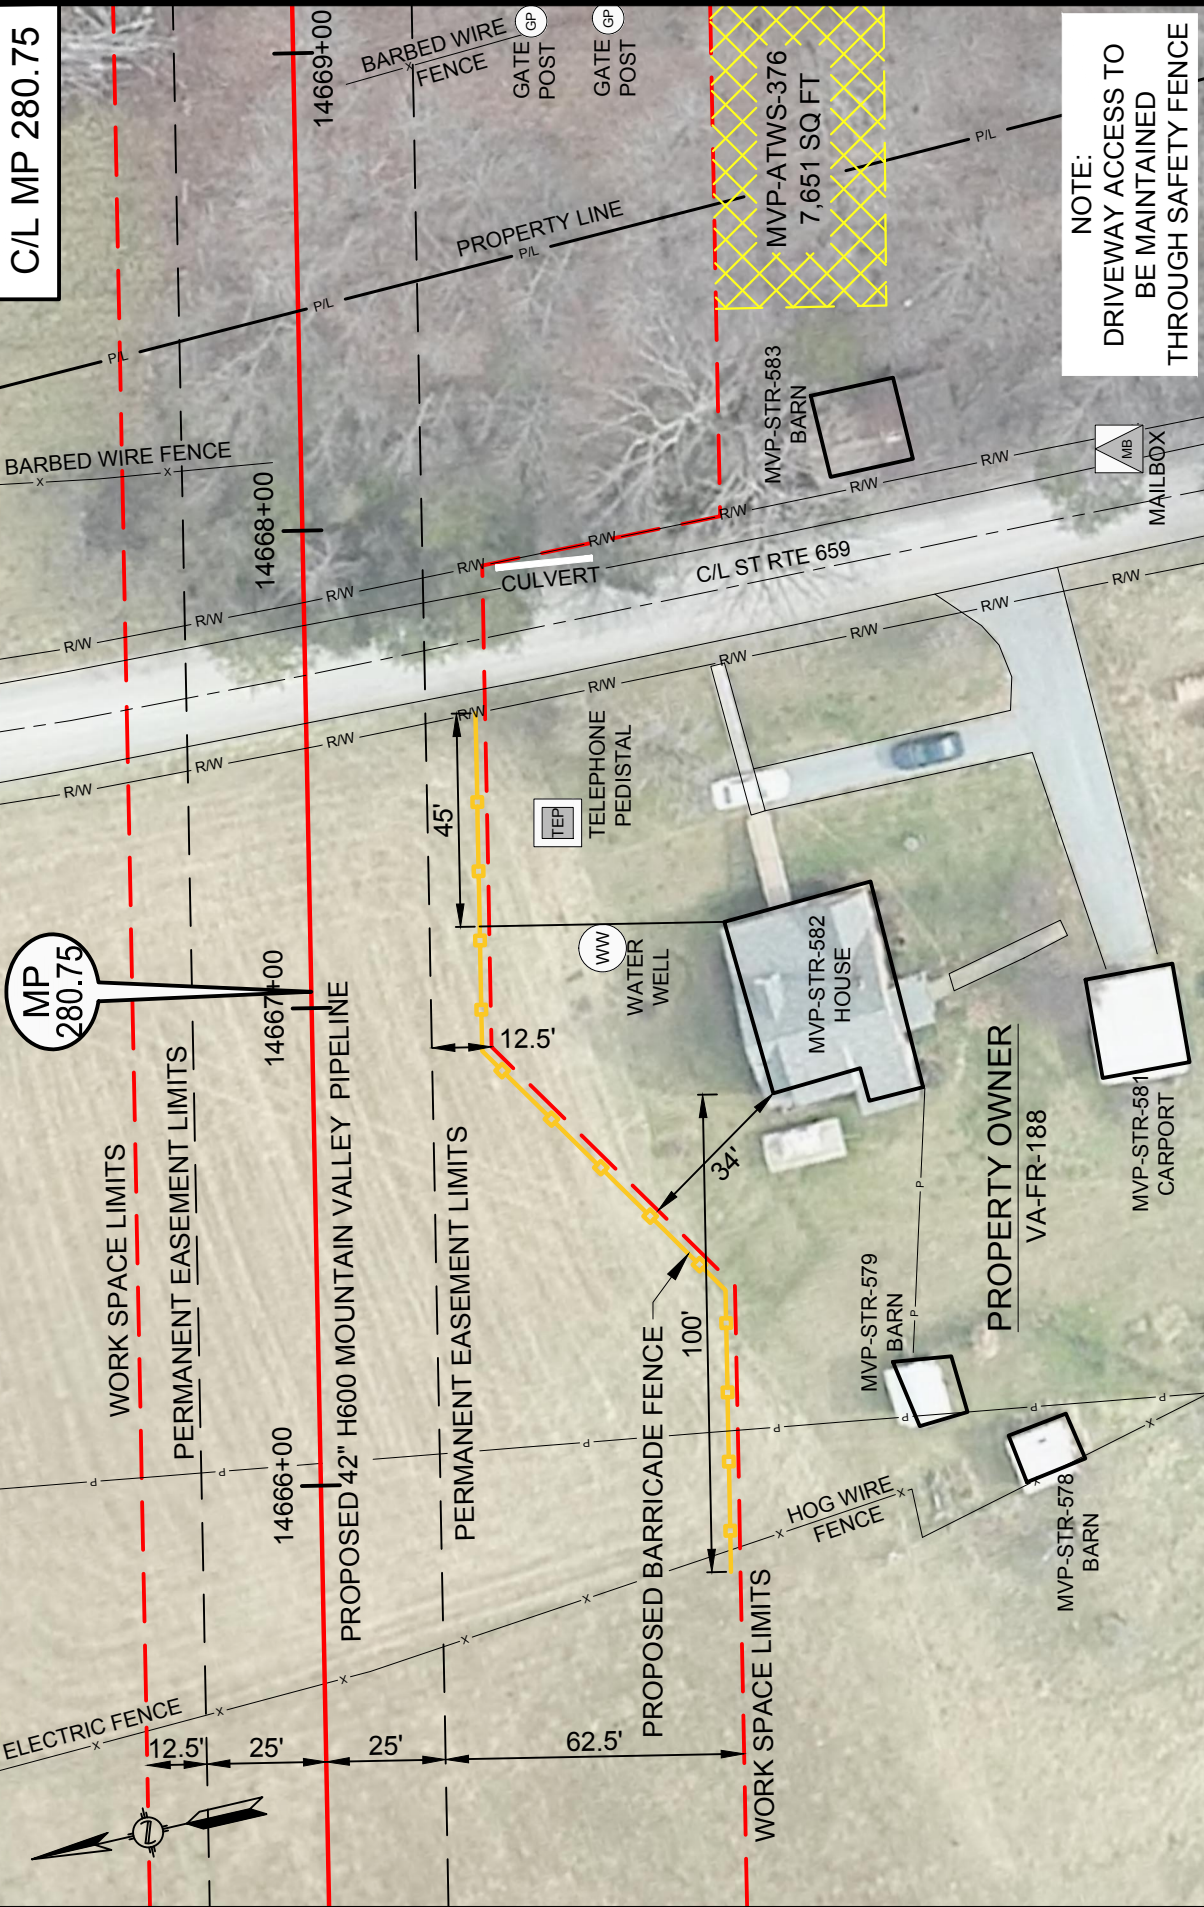 C/L MP 280.75
14669+00
BARBED WIRE
FENCE
GATE
POST
GP
GATE
POST
GP
MVP-ATWS-376
7,651 SQ FT
NOTE:
DRIVEWAY ACCESS TO
BE MAINTAINED
THROUGH SAFETY FENCE
PROPERTY LINE
P/L
P/L
P/L
P/L
BARBED WIRE FENCE
X
X
X
14668+00
MVP-STR-583
BARN
MB
MAILBOX
R/W
R/W
R/W
R/W
R/W
R/W
R/W
R/W
CULVERT
C/L ST RTE 659
R/W
R/W
R/W
R/W
R/W
R/W
R/W
R/W
R/W
45'
TEP
TELEPHONE
PEDISTAL
MP
280.75
14667+00
WW
WATER
WELL
MVP-STR-582
HOUSE
12.5'
34'
100'
PROPERTY OWNER
VA-FR-188
MVP-STR-581
CARPORT
WORK SPACE LIMITS
PERMANENT EASEMENT LIMITS
PROPOSED 42" H600 MOUNTAIN VALLEY PIPELINE
PERMANENT EASEMENT LIMITS
14666+00
PROPOSED BARRICADE FENCE
MVP-STR-579
BARN
MVP-STR-578
BARN
P
P
P
P
P
P
P
P
P
HOG WIRE
FENCE
X
X
X
X
WORK SPACE LIMITS
ELECTRIC FENCE
X
X
X
X
X
12.5'
25'
25'
62.5'
N